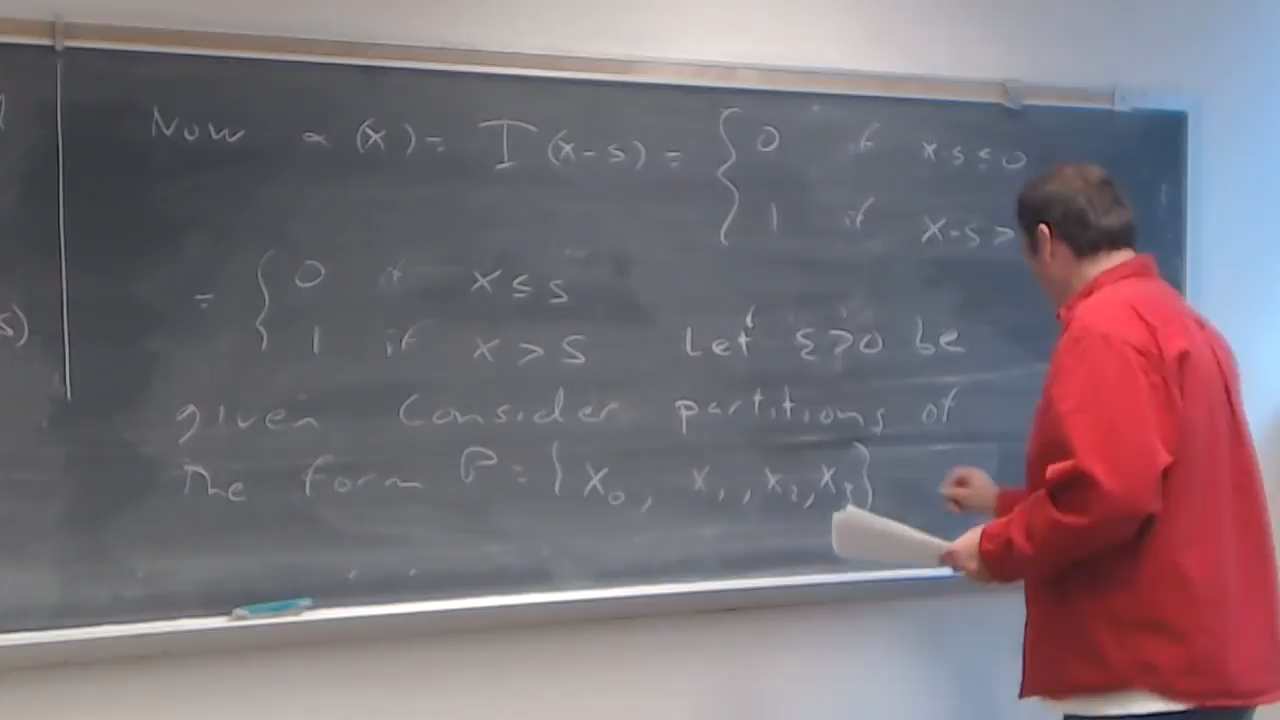 Now α(x) = I(x-s) = { 0 if x-s ≤ 0
1 if x-s >
= { 0 if x ≤ s
1 if x > s Let ε>0 be
given Consider partitions of
The form P = {x₀, x₁, x₂, x₃}
s)